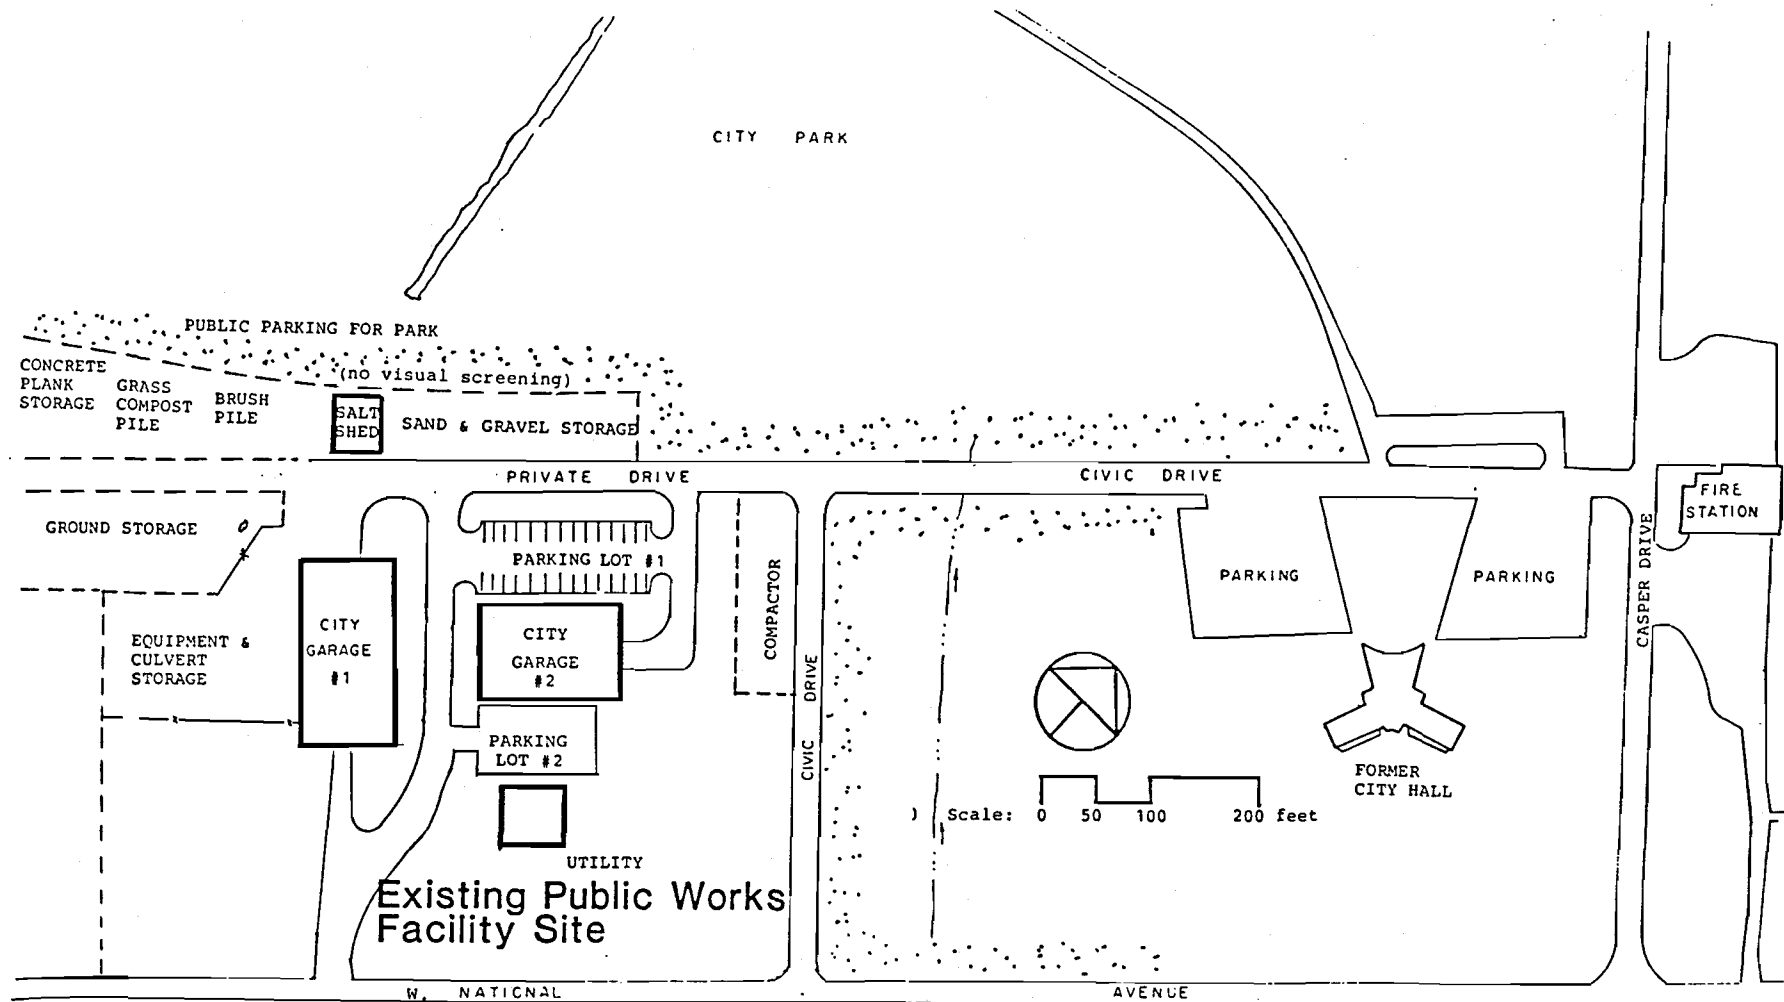 CITY PARK
PUBLIC PARKING FOR PARK
(no visual screening)
CONCRETE
PLANK
STORAGE
GRASS
COMPOST
PILE
BRUSH
PILE
SALT
SHED
SAND & GRAVEL STORAGE
PRIVATE DRIVE
CIVIC DRIVE
FIRE
STATION
GROUND STORAGE
PARKING LOT #1
COMPACTOR
PARKING
PARKING
CASPER DRIVE
CITY
GARAGE
#1
CITY
GARAGE
#2
EQUIPMENT &
CULVERT
STORAGE
CIVIC DRIVE
PARKING
LOT #2
FORMER
CITY HALL
) Scale: 0 50 100 200 feet
UTILITY
Existing Public Works
Facility Site
W. NATIONAL AVENUE